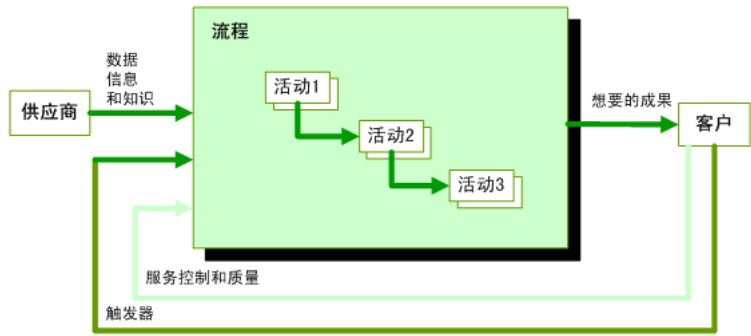 流程
数据
信息
和知识
供应商
活动1
活动2
活动3
想要的成果
客户
服务控制和质量
触发器